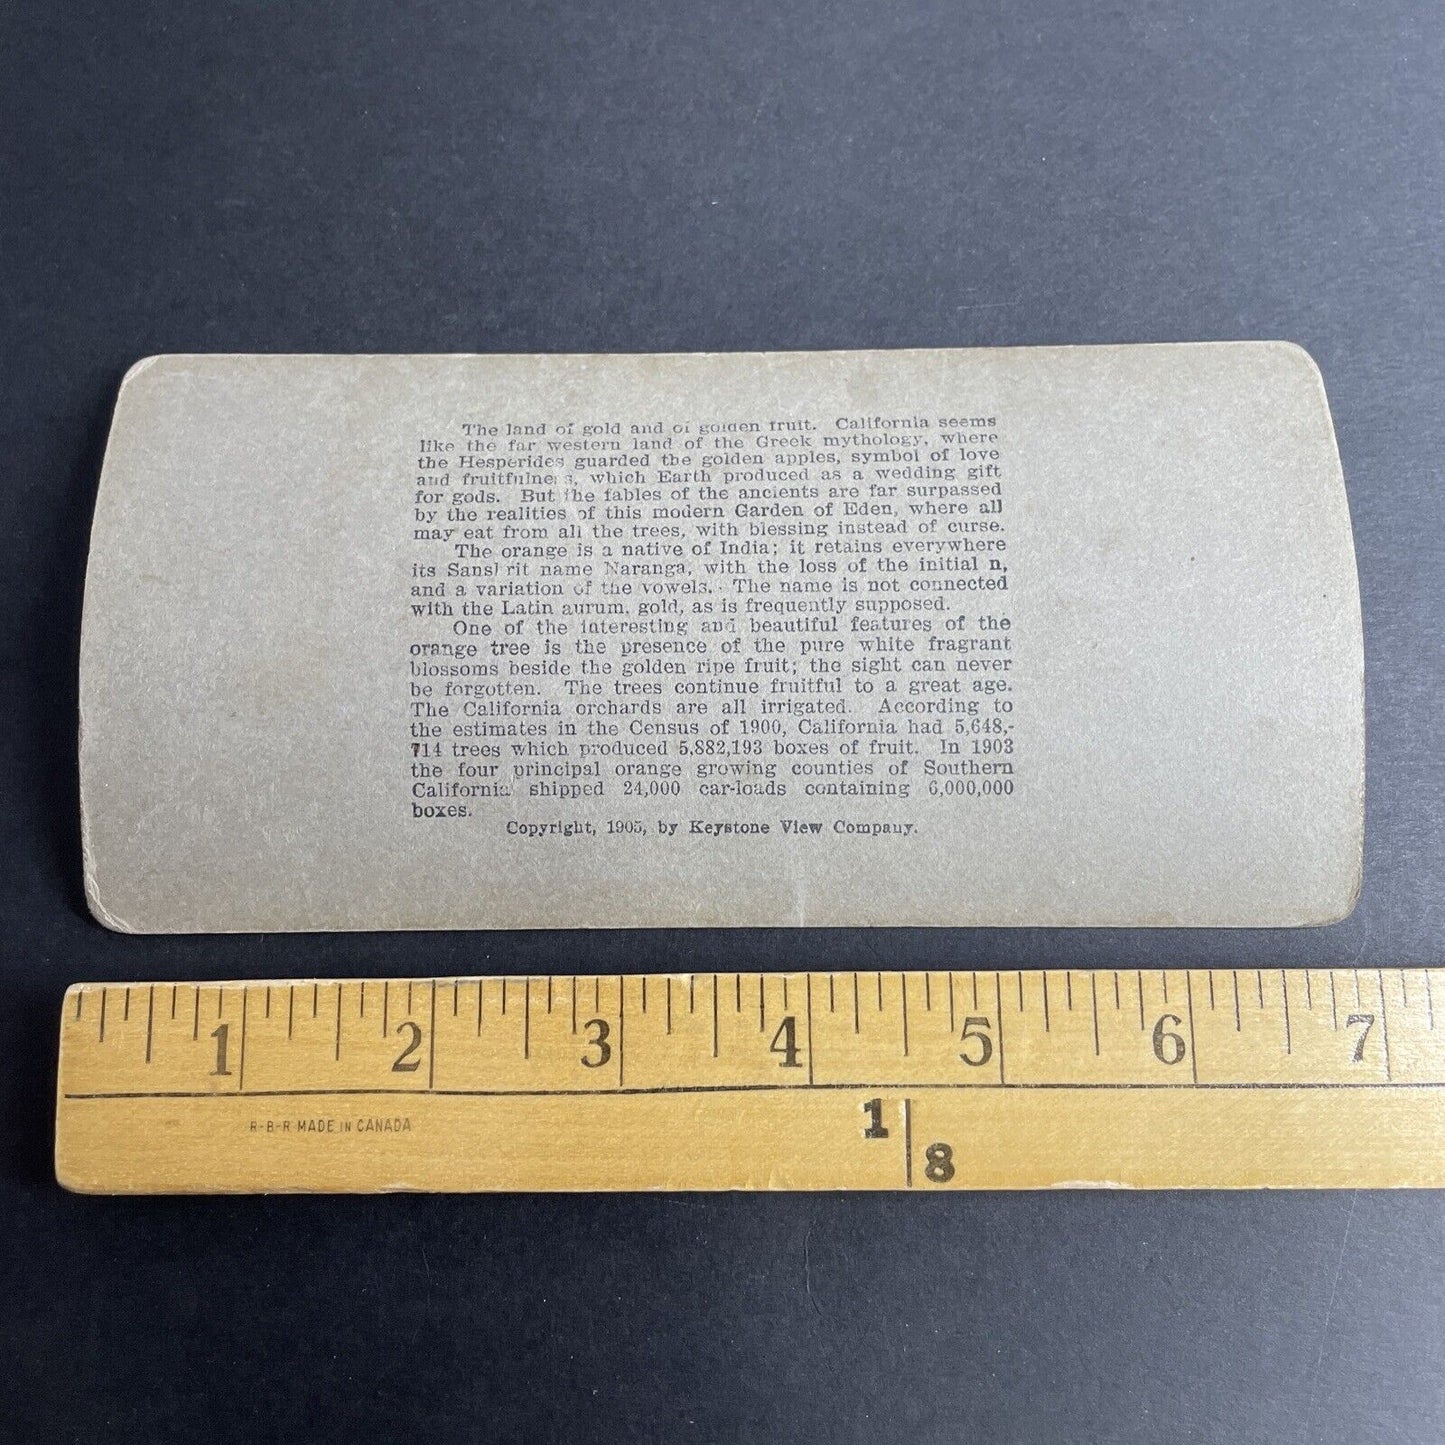 The land of gold and of golden fruit. California seems
like the far western land of the Greek mythology, where
the Hesperides guarded the golden apples, symbol of love
and fruitfulness, which Earth produced as a wedding gift
for gods. But the fables of the ancients are far surpassed
by the realities of this modern Garden of Eden, where all
may eat from all the trees, with blessing instead of curse.
The orange is a native of India; it retains everywhere
its Sanskrit name Naranga, with the loss of the initial n,
and a variation of the vowels. The name is not connected
with the Latin aurum, gold, as is frequently supposed.
One of the interesting and beautiful features of the
orange tree is the presence of the pure white fragrant
blossoms beside the golden ripe fruit; the sight can never
be forgotten. The trees continue fruitful to a great age.
The California orchards are all irrigated. According to
the estimates in the Census of 1900, California had 5,648,-
714 trees which produced 5,882,193 boxes of fruit. In 1903
the four principal orange growing counties of Southern
California shipped 24,000 car-loads containing 6,000,000
boxes.
Copyright, 1905, by Keystone View Company.
1 2 3 4 5 6 7
R-B-R MADE IN CANADA
1
8